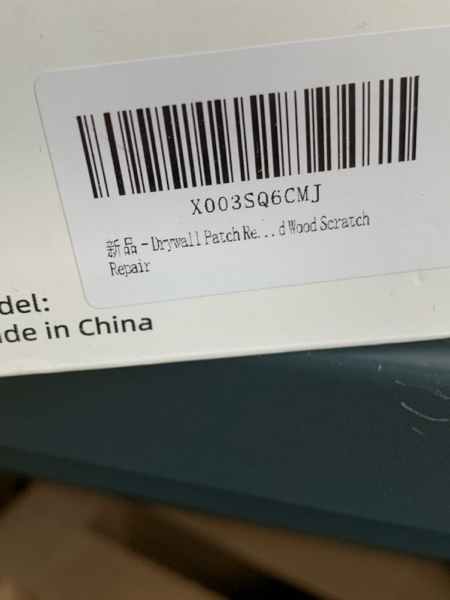 X003SQ6CMJ
新品 - Drywall Patch Re...d Wood Scratch
Repair
del:
de in China